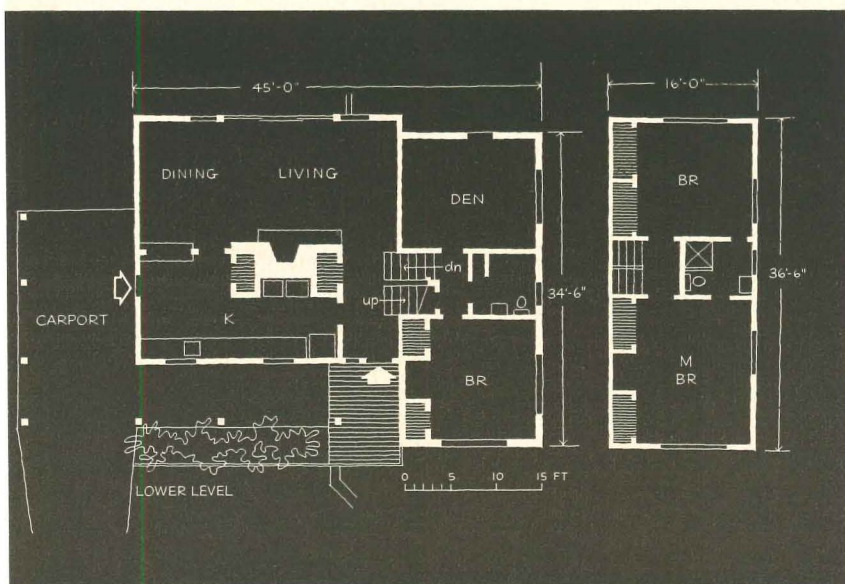 45'-0"
16'-0"
DINING
LIVING
DEN
BR
dn
up
34'-6"
36'-6"
CARPORT
K
BR
M
BR
0 5 10 15 FT
LOWER LEVEL